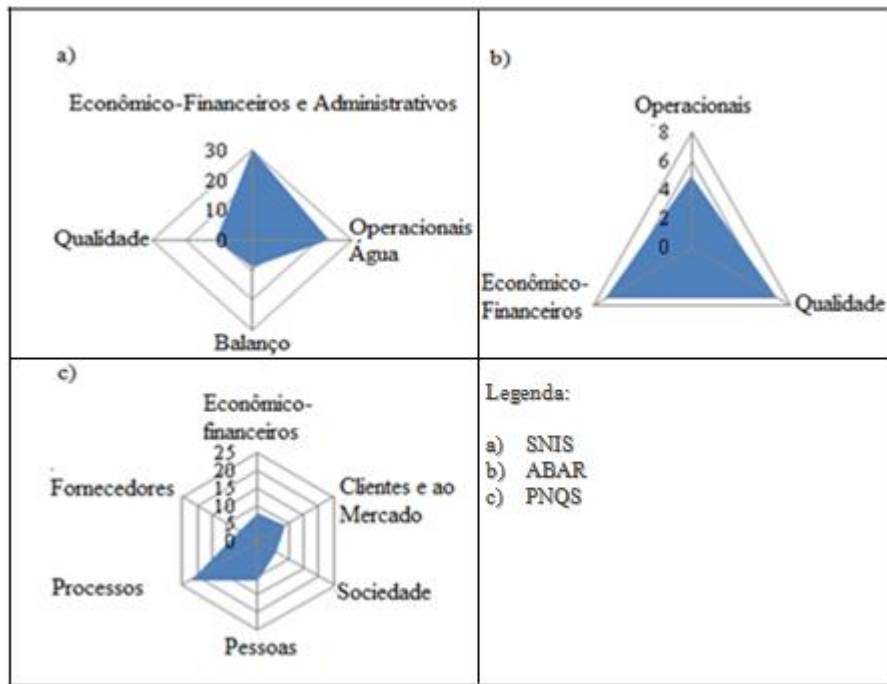 a)
Econômico-Financeiros e Administrativos
30
20
10
0
Qualidade
Operacionais
Água
Balanço
b)
Operacionais
8
6
4
2
0
Econômico-
Financeiros
Qualidade
c)
Econômico-
financeiros
25
20
15
10
5
0
Fornecedores
Clientes e ao
Mercado
Processos
Sociedade
Pessoas
Legenda:
a) SNIS
b) ABAR
c) PNQS